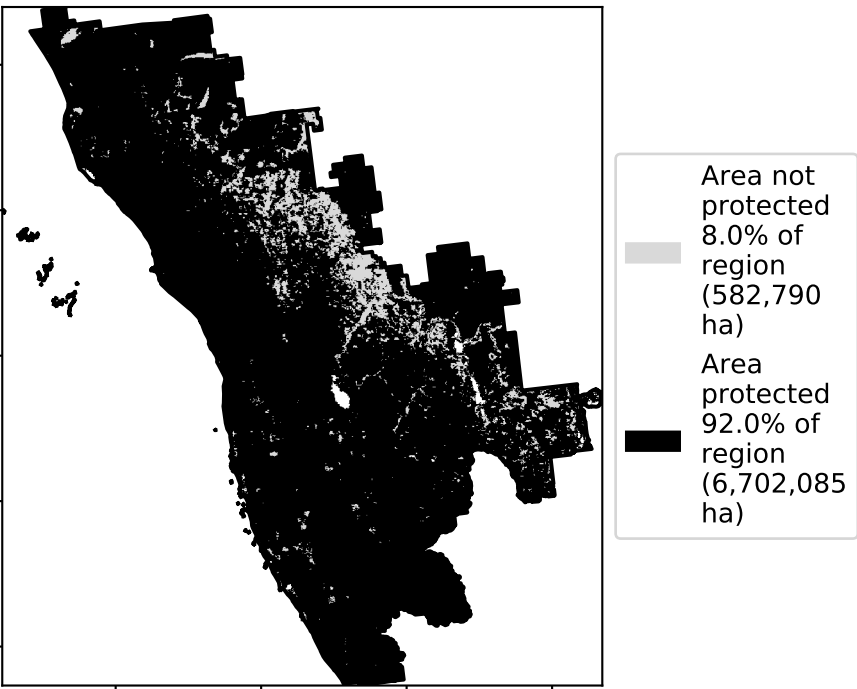 Area not
protected
8.0% of
region
(582,790
ha)
Area
protected
92.0% of
region
(6,702,085
ha)